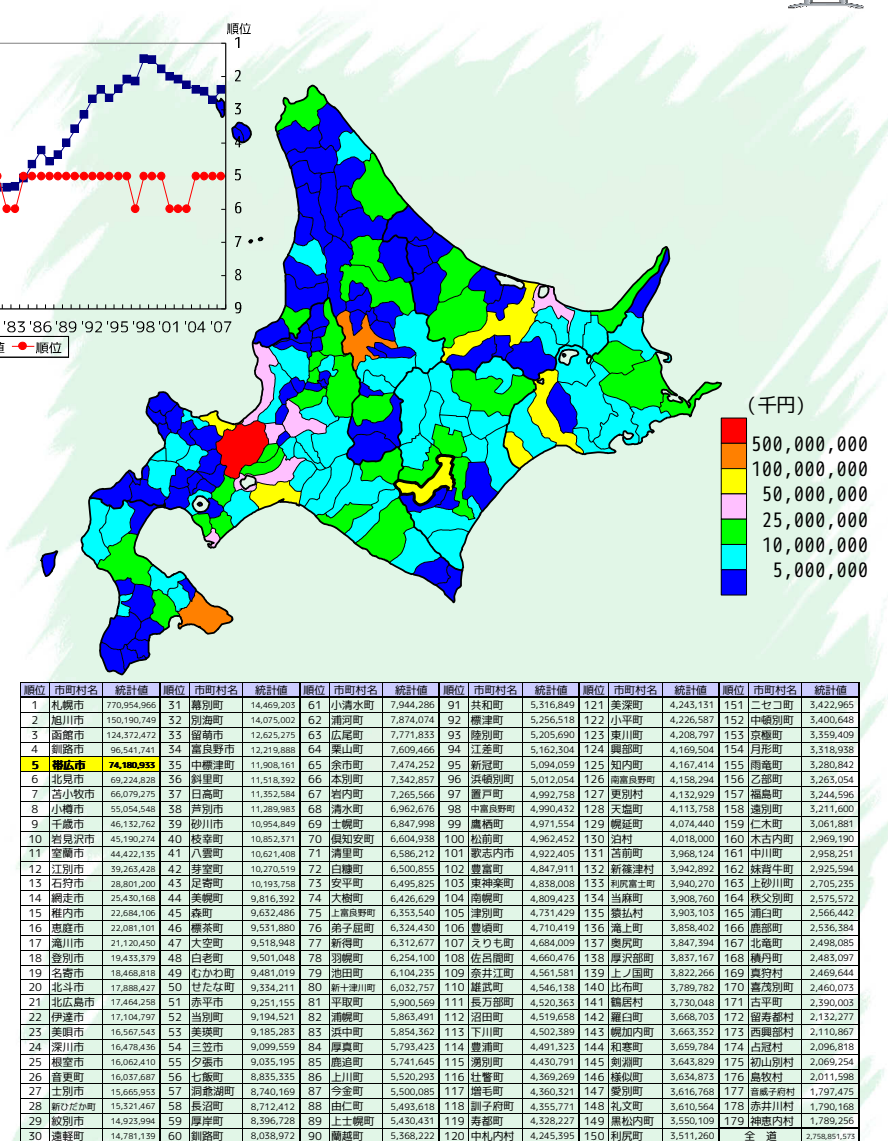 順位
1
2
3
4
5
6
7
8
9
'83 '86 '89 '92 '95 '98 '01 '04 '07
値 順位
(千円)
500,000,000
100,000,000
50,000,000
25,000,000
10,000,000
5,000,000
順位 市町村名 統計値 順位 市町村名 統計値 順位 市町村名 統計値 順位 市町村名 統計値 順位 市町村名 統計値 順位 市町村名 統計値
1 札幌市 770,954,966 31 幕別町 14,469,203 61 小清水町 7,944,286 91 共和町 5,316,849 121 美深町 4,243,131 151 ニセコ町 3,422,965
2 旭川市 150,190,749 32 別海町 14,075,002 62 浦河町 7,874,074 92 標津町 5,256,518 122 小平町 4,226,587 152 中頓別町 3,400,648
3 函館市 124,372,472 33 留萌市 12,625,275 63 広尾町 7,771,833 93 陸別町 5,205,690 123 東川町 4,208,797 153 京極町 3,359,409
4 釧路市 96,541,741 34 富良野市 12,219,888 64 栗山町 7,609,466 94 江差町 5,162,304 124 興部町 4,169,504 154 月形町 3,318,938
5 帯広市 74,180,933 35 中標津町 11,908,161 65 余市町 7,474,252 95 新冠町 5,094,059 125 知内町 4,167,414 155 雨竜町 3,280,854
6 北見市 69,224,828 36 斜里町 11,518,392 66 本別町 7,342,857 96 浜頓別町 5,012,054 126 南富良野町 4,158,294 156 乙部町 3,263,054
7 苫小牧市 66,079,275 37 日高町 11,352,584 67 岩内町 7,265,566 97 置戸町 4,992,758 127 更別村 4,132,929 157 福島町 3,244,596
8 小樽市 55,054,548 38 芦別市 11,289,983 68 清水町 6,962,676 98 中富良野町 4,990,432 128 天塩町 4,113,758 158 遠別町 3,211,600
9 千歳市 46,132,762 39 砂川市 10,954,849 69 士幌町 6,847,998 99 鷹栖町 4,971,554 129 幌延町 4,074,440 159 仁木町 3,061,881
10 岩見沢市 45,190,274 40 枝幸町 10,852,371 70 倶知安町 6,604,938 100 松前町 4,962,452 130 泊村 4,018,000 160 木古内町 2,969,190
11 室蘭市 44,422,135 41 八雲町 10,621,408 71 清里町 6,586,212 101 歌志内市 4,922,405 131 苫前町 3,968,124 161 中川町 2,958,251
12 江別市 39,263,428 42 芽室町 10,270,519 72 白糠町 6,500,855 102 豊富町 4,847,911 132 新篠津村 3,942,892 162 妹背牛町 2,925,594
13 石狩市 28,801,200 43 足寄町 10,193,758 73 安平町 6,495,825 103 東神楽町 4,838,008 133 利尻富士町 3,940,270 163 上砂川町 2,705,235
14 網走市 25,430,168 44 美幌町 9,816,392 74 大樹町 6,426,629 104 南幌町 4,809,423 134 当麻町 3,908,760 164 秩父別町 2,575,572
15 稚内市 22,684,106 45 森町 9,632,486 75 上富良野町 6,353,540 105 津別町 4,731,429 135 猿払村 3,903,103 165 浦臼町 2,566,442
16 恵庭市 22,081,101 46 標茶町 9,531,880 76 弟子屈町 6,324,430 106 豊頃町 4,710,419 136 滝上町 3,858,402 166 鹿部町 2,536,384
17 滝川市 21,120,450 47 大空町 9,518,948 77 新得町 6,312,677 107 えりも町 4,684,009 137 奥尻町 3,847,394 167 北竜町 2,498,085
18 登別市 19,433,379 48 白老町 9,501,048 78 羽幌町 6,254,100 108 佐呂間町 4,660,476 138 厚沢部町 3,837,167 168 積丹町 2,483,097
19 名寄市 18,468,818 49 むかわ町 9,481,019 79 池田町 6,104,235 109 奈井江町 4,561,581 139 上ノ国町 3,822,266 169 真狩村 2,469,644
20 北斗市 17,888,427 50 せたな町 9,334,211 80 新十津川町 6,032,757 110 雄武町 4,546,138 140 比布町 3,789,782 170 喜茂別町 2,460,073
21 北広島市 17,464,258 51 赤平市 9,251,155 81 平取町 5,900,569 111 長万部町 4,520,363 141 鶴居村 3,730,048 171 古平町 2,390,003
22 伊達市 17,104,797 52 当別町 9,194,521 82 浦幌町 5,863,491 112 沼田町 4,519,658 142 羅臼町 3,668,703 172 留寿都村 2,132,277
23 美唄市 16,567,543 53 美瑛町 9,185,283 83 浜中町 5,854,362 113 下川町 4,502,389 143 幌加内町 3,663,352 173 西興部村 2,110,867
24 深川市 16,478,436 54 三笠市 9,099,559 84 厚真町 5,793,423 114 豊浦町 4,491,323 144 和寒町 3,659,784 174 占冠村 2,096,818
25 根室市 16,062,410 55 夕張市 9,035,195 85 鹿追町 5,741,645 115 湧別町 4,430,791 145 剣淵町 3,643,829 175 初山別村 2,069,254
26 音更町 16,037,687 56 七飯町 8,835,335 86 上川町 5,520,293 116 壮瞥町 4,369,269 146 様似町 3,634,873 176 島牧村 2,011,598
27 士別市 15,665,953 57 洞爺湖町 8,740,169 87 今金町 5,500,085 117 増毛町 4,360,321 147 愛別町 3,616,768 177 音威子府村 1,797,475
28 新ひだか町 15,321,467 58 長沼町 8,712,412 88 由仁町 5,493,618 118 訓子府町 4,355,771 148 礼文町 3,610,564 178 赤井川村 1,790,168
29 紋別市 14,923,994 59 厚岸町 8,396,728 89 上士幌町 5,430,431 119 寿都町 4,328,227 149 黒松内町 3,550,109 179 神恵内村 1,789,256
30 遠軽町 14,781,139 60 釧路町 8,038,972 90 蘭越町 5,368,222 120 中札内村 4,245,395 150 利尻町 3,511,260 全 道 2,758,851,573